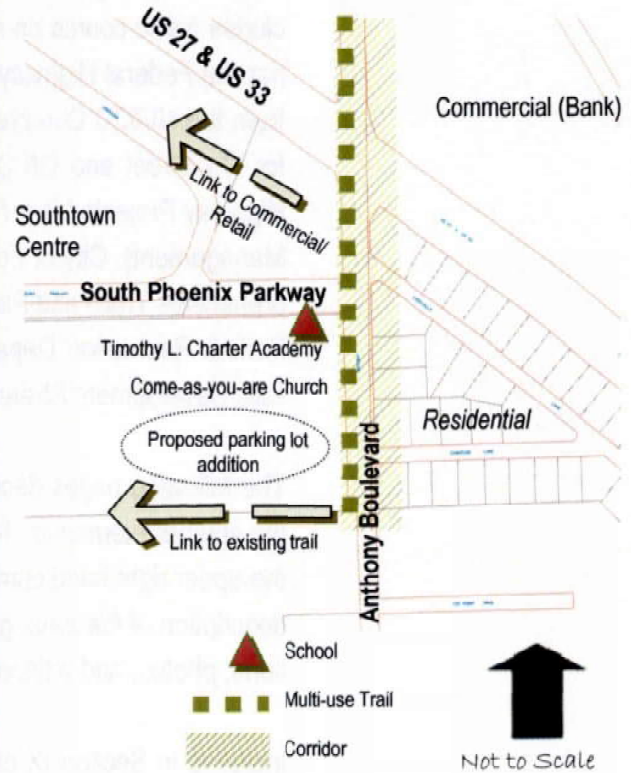 US 27 & US 33
Commercial (Bank)
Link to Commercial/
Retail
Southtown
Centre
South Phoenix Parkway
Timothy L. Charter Academy
Come-as-you-are Church
Residential
Proposed parking lot
addition
Anthony Boulevard
Link to existing trail
School
Multi-use Trail
Corridor
Not to Scale